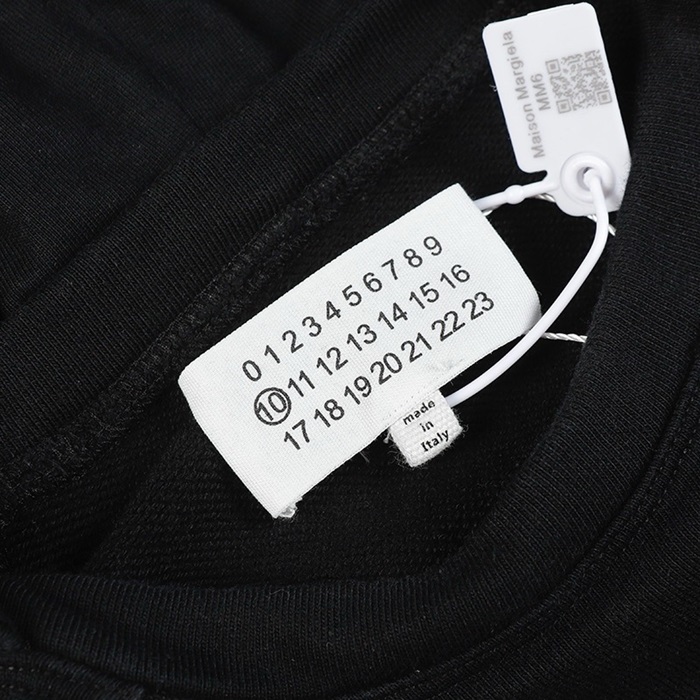 Maison Margiela
MM6
0 1 2 3 4 5 6 7 8 9
10 11 12 13 14 15 16
17 18 19 20 21 22 23
made
in
Italy